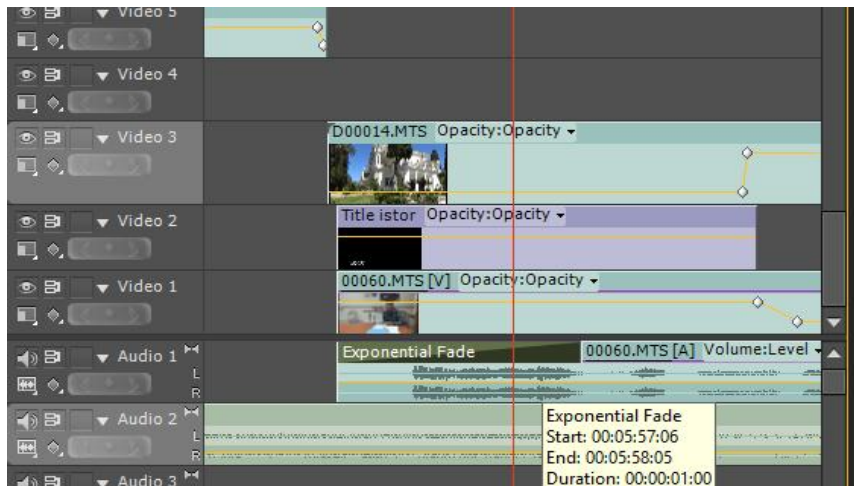 Video 5
Video 4
Video 3
D00014.MTS Opacity:Opacity
Video 2
Title istor Opacity:Opacity
Video 1
00060.MTS [V] Opacity:Opacity
Audio 1
Exponential Fade
00060.MTS [A] Volume:Level
L
R
Audio 2
L
R
Exponential Fade
Start: 00:05:57:06
End: 00:05:58:05
Duration: 00:00:01:00
Audio 3